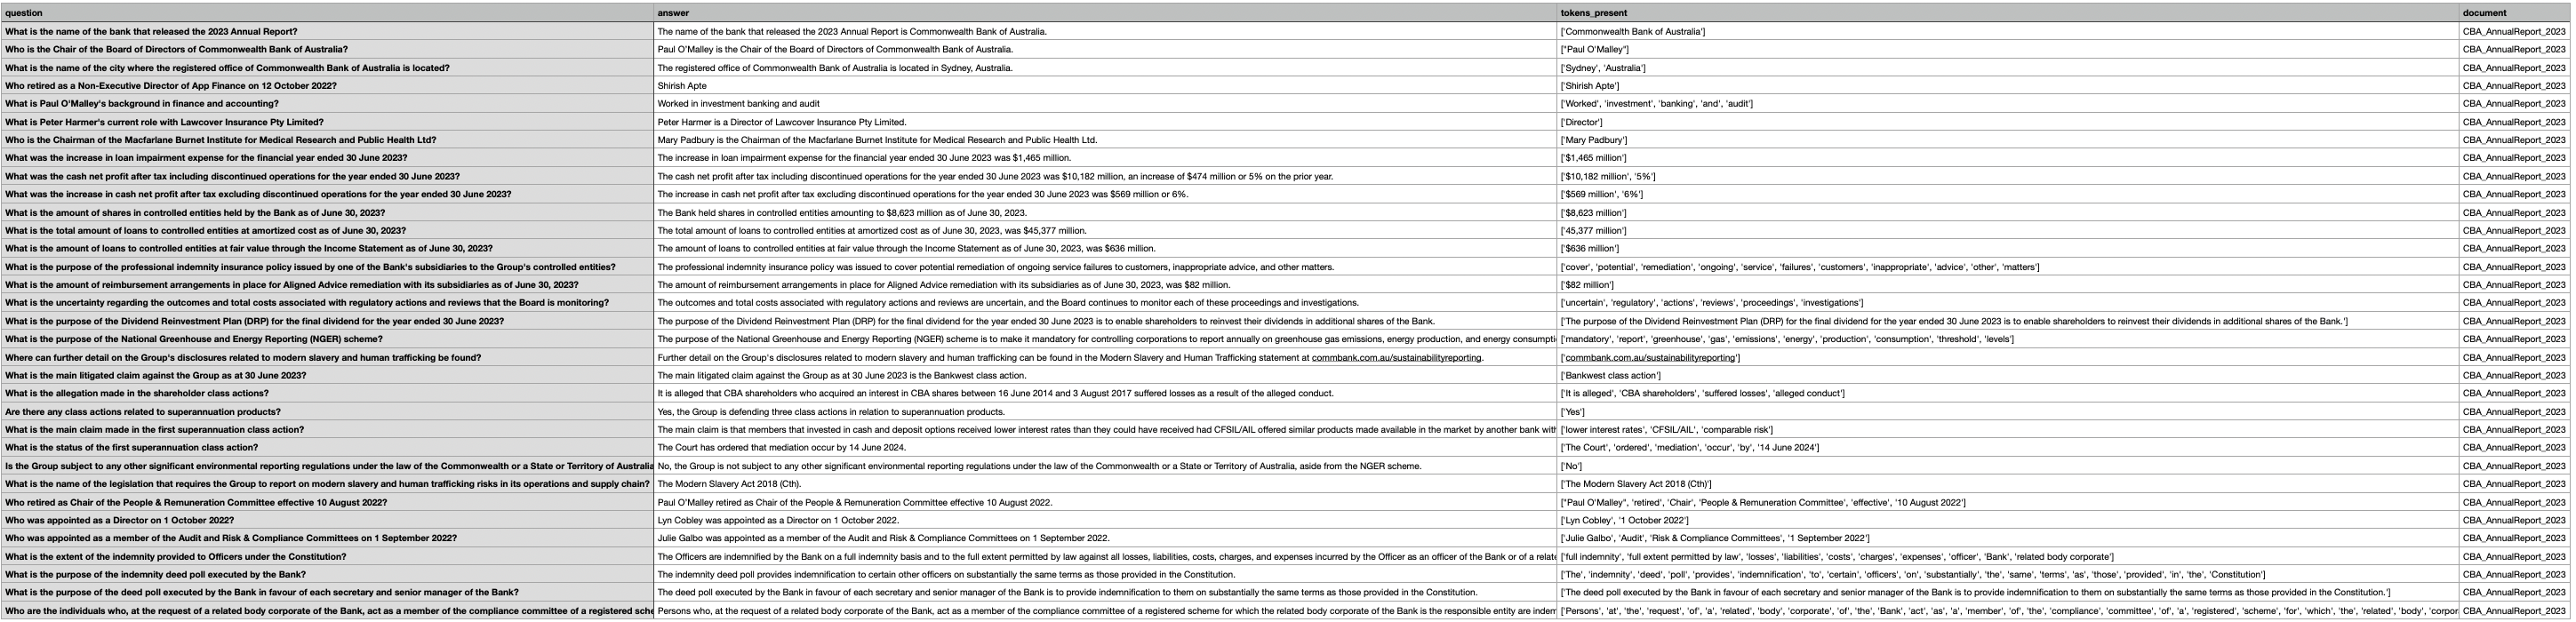 question answer tokens_present document
What is the name of the bank that released the 2023 Annual Report? The name of the bank that released the 2023 Annual Report is Commonwealth Bank of Australia. ['Commonwealth Bank of Australia'] CBA_AnnualReport_2023
Who is the Chair of the Board of Directors of Commonwealth Bank of Australia? Paul O'Malley is the Chair of the Board of Directors of Commonwealth Bank of Australia. ["Paul O'Malley"] CBA_AnnualReport_2023
What is the name of the city where the registered office of Commonwealth Bank of Australia is located? The registered office of Commonwealth Bank of Australia is located in Sydney, Australia. ['Sydney', 'Australia'] CBA_AnnualReport_2023
Who retired as a Non-Executive Director of App Finance on 12 October 2022? Shirish Apte ['Shirish Apte'] CBA_AnnualReport_2023
What is Paul O'Malley's background in finance and accounting? Worked in investment banking and audit ['Worked', 'investment', 'banking', 'and', 'audit'] CBA_AnnualReport_2023
What is Peter Harmer's current role with Lawcover Insurance Pty Limited? Peter Harmer is a Director of Lawcover Insurance Pty Limited. ['Director'] CBA_AnnualReport_2023
Who is the Chairman of the Macfarlane Burnet Institute for Medical Research and Public Health Ltd? Mary Padbury is the Chairman of the Macfarlane Burnet Institute for Medical Research and Public Health Ltd. ['Mary Padbury'] CBA_AnnualReport_2023
What was the increase in loan impairment expense for the financial year ended 30 June 2023? The increase in loan impairment expense for the financial year ended 30 June 2023 was $1,465 million. ['$1,465 million'] CBA_AnnualReport_2023
What was the cash net profit after tax including discontinued operations for the year ended 30 June 2023? The cash net profit after tax including discontinued operations for the year ended 30 June 2023 was $10,182 million, an increase of $474 million or 5% on the prior year. ['$10,182 million', '5%'] CBA_AnnualReport_2023
What was the increase in cash net profit after tax excluding discontinued operations for the year ended 30 June 2023? The increase in cash net profit after tax excluding discontinued operations for the year ended 30 June 2023 was $569 million or 6%. ['$569 million', '6%'] CBA_AnnualReport_2023
What is the amount of shares in controlled entities held by the Bank as of June 30, 2023? The Bank held shares in controlled entities amounting to $8,623 million as of June 30, 2023. ['$8,623 million'] CBA_AnnualReport_2023
What is the total amount of loans to controlled entities at amortized cost as of June 30, 2023? The total amount of loans to controlled entities at amortized cost as of June 30, 2023, was $45,377 million. ['45,377 million'] CBA_AnnualReport_2023
What is the amount of loans to controlled entities at fair value through the Income Statement as of June 30, 2023? The amount of loans to controlled entities at fair value through the Income Statement as of June 30, 2023, was $636 million. ['$636 million'] CBA_AnnualReport_2023
What is the purpose of the professional indemnity insurance policy issued by one of the Bank's subsidiaries to the Group's controlled entities? The professional indemnity insurance policy was issued to cover potential remediation of ongoing service failures to customers, inappropriate advice, and other matters. ['cover', 'potential', 'remediation', 'ongoing', 'service', 'failures', 'customers', 'inappropriate', 'advice', 'other', 'matters'] CBA_AnnualReport_2023
What is the amount of reimbursement arrangements in place for Aligned Advice remediation with its subsidiaries as of June 30, 2023? The amount of reimbursement arrangements in place for Aligned Advice remediation with its subsidiaries as of June 30, 2023, was $82 million. ['$82 million'] CBA_AnnualReport_2023
What is the uncertainty regarding the outcomes and total costs associated with regulatory actions and reviews that the Board is monitoring? The outcomes and total costs associated with regulatory actions and reviews are uncertain, and the Board continues to monitor each of these proceedings and investigations. ['uncertain', 'regulatory', 'actions', 'reviews', 'proceedings', 'investigations'] CBA_AnnualReport_2023
What is the purpose of the Dividend Reinvestment Plan (DRP) for the final dividend for the year ended 30 June 2023? The purpose of the Dividend Reinvestment Plan (DRP) for the final dividend for the year ended 30 June 2023 is to enable shareholders to reinvest their dividends in additional shares of the Bank. ['The purpose of the Dividend Reinvestment Plan (DRP) for the final dividend for the year ended 30 June 2023 is to enable shareholders to reinvest their dividends in additional shares of the Bank.'] CBA_AnnualReport_2023
What is the purpose of the National Greenhouse and Energy Reporting (NGER) scheme? The purpose of the National Greenhouse and Energy Reporting (NGER) scheme is to make it mandatory for controlling corporations to report annually on greenhouse gas emissions, energy production, and energy consumpti ['mandatory', 'report', 'greenhouse', 'gas', 'emissions', 'energy', 'production', 'consumption', 'threshold', 'levels'] CBA_AnnualReport_2023
Where can further detail on the Group's disclosures related to modern slavery and human trafficking be found? Further detail on the Group's disclosures related to modern slavery and human trafficking can be found in the Modern Slavery and Human Trafficking statement at commbank.com.au/sustainabilityreporting. ['commbank.com.au/sustainabilityreporting'] CBA_AnnualReport_2023
What is the main litigated claim against the Group as at 30 June 2023? The main litigated claim against the Group as at 30 June 2023 is the Bankwest class action. ['Bankwest class action'] CBA_AnnualReport_2023
What is the allegation made in the shareholder class actions? It is alleged that CBA shareholders who acquired an interest in CBA shares between 16 June 2014 and 3 August 2017 suffered losses as a result of the alleged conduct. ['It is alleged', 'CBA shareholders', 'suffered losses', 'alleged conduct'] CBA_AnnualReport_2023
Are there any class actions related to superannuation products? Yes, the Group is defending three class actions in relation to superannuation products. ['Yes'] CBA_AnnualReport_2023
What is the main claim made in the first superannuation class action? The main claim is that members that invested in cash and deposit options received lower interest rates than they could have received had CFSIL/AIL offered similar products made available in the market by another bank with ['lower interest rates', 'CFSIL/AIL', 'comparable risk'] CBA_AnnualReport_2023
What is the status of the first superannuation class action? The Court has ordered that mediation occur by 14 June 2024. ['The Court', 'ordered', 'mediation', 'occur', 'by', '14 June 2024'] CBA_AnnualReport_2023
Is the Group subject to any other significant environmental reporting regulations under the law of the Commonwealth or a State or Territory of Australia No, the Group is not subject to any other significant environmental reporting regulations under the law of the Commonwealth or a State or Territory of Australia, aside from the NGER scheme. ['No'] CBA_AnnualReport_2023
What is the name of the legislation that requires the Group to report on modern slavery and human trafficking risks in its operations and supply chain? The Modern Slavery Act 2018 (Cth). ['The Modern Slavery Act 2018 (Cth)'] CBA_AnnualReport_2023
Who retired as Chair of the People & Remuneration Committee effective 10 August 2022? Paul O'Malley retired as Chair of the People & Remuneration Committee effective 10 August 2022. ["Paul O'Malley", 'retired', 'Chair', 'People & Remuneration Committee', 'effective', '10 August 2022'] CBA_AnnualReport_2023
Who was appointed as a Director on 1 October 2022? Lyn Cobley was appointed as a Director on 1 October 2022. ['Lyn Cobley', '1 October 2022'] CBA_AnnualReport_2023
Who was appointed as a member of the Audit and Risk & Compliance Committees on 1 September 2022? Julie Galbo was appointed as a member of the Audit and Risk & Compliance Committees on 1 September 2022. ['Julie Galbo', 'Audit', 'Risk & Compliance Committees', '1 September 2022'] CBA_AnnualReport_2023
What is the extent of the indemnity provided to Officers under the Constitution? The Officers are indemnified by the Bank on a full indemnity basis and to the full extent permitted by law against all losses, liabilities, costs, charges, and expenses incurred by the Officer as an officer of the Bank or of a relate ['full indemnity', 'full extent permitted by law', 'losses', 'liabilities', 'costs', 'charges', 'expenses', 'officer', 'Bank', 'related body corporate'] CBA_AnnualReport_2023
What is the purpose of the indemnity deed poll executed by the Bank? The indemnity deed poll provides indemnification to certain other officers on substantially the same terms as those provided in the Constitution. ['The', 'indemnity', 'deed', 'poll', 'provides', 'indemnification', 'to', 'certain', 'officers', 'on', 'substantially', 'the', 'same', 'terms', 'as', 'those', 'provided', 'in', 'the', 'Constitution'] CBA_AnnualReport_2023
What is the purpose of the deed poll executed by the Bank in favour of each secretary and senior manager of the Bank? The deed poll executed by the Bank in favour of each secretary and senior manager of the Bank is to provide indemnification to them on substantially the same terms as those provided in the Constitution. ['The deed poll executed by the Bank in favour of each secretary and senior manager of the Bank is to provide indemnification to them on substantially the same terms as those provided in the Constitution.'] CBA_AnnualReport_2023
Who are the individuals who, at the request of a related body corporate of the Bank, act as a member of the compliance committee of a registered sche Persons who, at the request of a related body corporate of the Bank, act as a member of the compliance committee of a registered scheme for which the related body corporate of the Bank is the responsible entity are indem ['Persons', 'at', 'the', 'request', 'of', 'a', 'related', 'body', 'corporate', 'of', 'the', 'Bank', 'act', 'as', 'a', 'member', 'of', 'the', 'compliance', 'committee', 'of', 'a', 'registered', 'scheme', 'for', 'which', 'the', 'related', 'body', 'corpor CBA_AnnualReport_2023